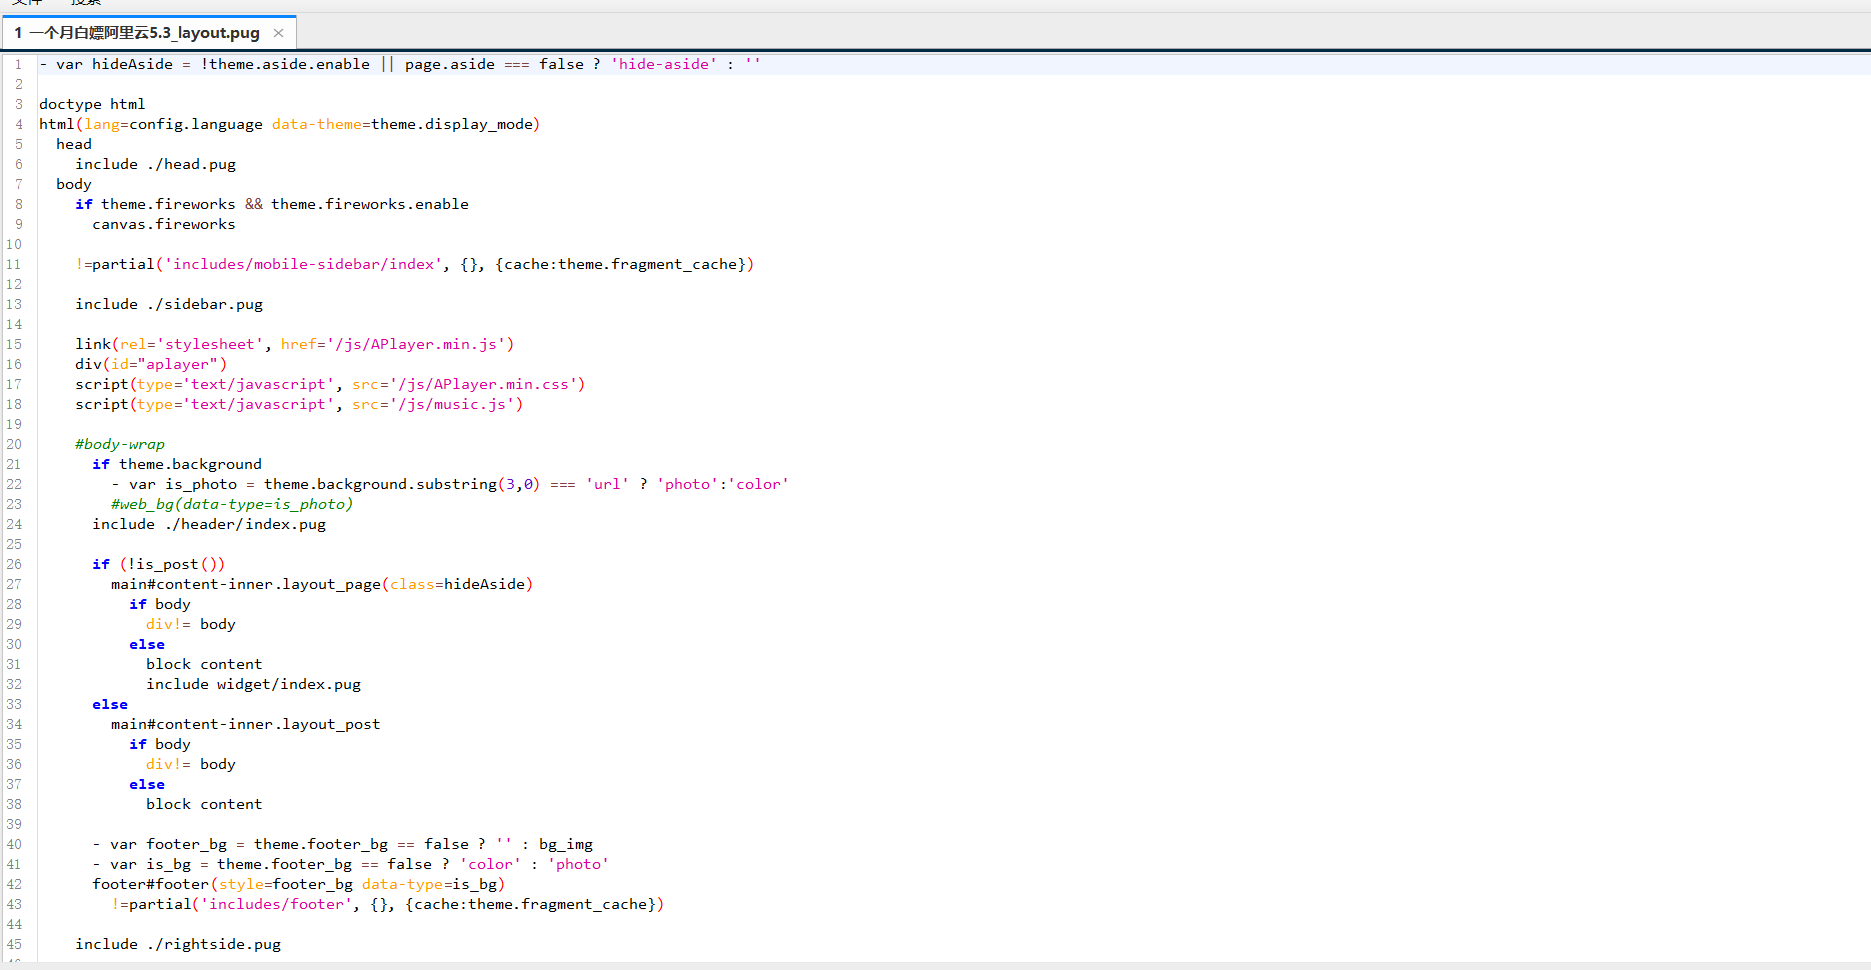 文件 搜索
1 一个月白嫖阿里云5.3_layout.pug ×
1 - var hideAside = !theme.aside.enable || page.aside === false ? 'hide-aside' : ''
2
3 doctype html
4 html(lang=config.language data-theme=theme.display_mode)
5   head
6     include ./head.pug
7   body
8     if theme.fireworks && theme.fireworks.enable
9       canvas.fireworks
10
11     !=partial('includes/mobile-sidebar/index', {}, {cache:theme.fragment_cache})
12
13     include ./sidebar.pug
14
15     link(rel='stylesheet', href='/js/APlayer.min.js')
16     div(id="aplayer")
17     script(type='text/javascript', src='/js/APlayer.min.css')
18     script(type='text/javascript', src='/js/music.js')
19
20     #body-wrap
21       if theme.background
22         - var is_photo = theme.background.substring(3,0) === 'url' ? 'photo':'color'
23         #web_bg(data-type=is_photo)
24       include ./header/index.pug
25
26       if (!is_post())
27         main#content-inner.layout_page(class=hideAside)
28           if body
29             div!= body
30           else
31             block content
32             include widget/index.pug
33       else
34         main#content-inner.layout_post
35           if body
36             div!= body
37           else
38             block content
39
40       - var footer_bg = theme.footer_bg == false ? '' : bg_img
41       - var is_bg = theme.footer_bg == false ? 'color' : 'photo'
42       footer#footer(style=footer_bg data-type=is_bg)
43         !=partial('includes/footer', {}, {cache:theme.fragment_cache})
44
45     include ./rightside.pug